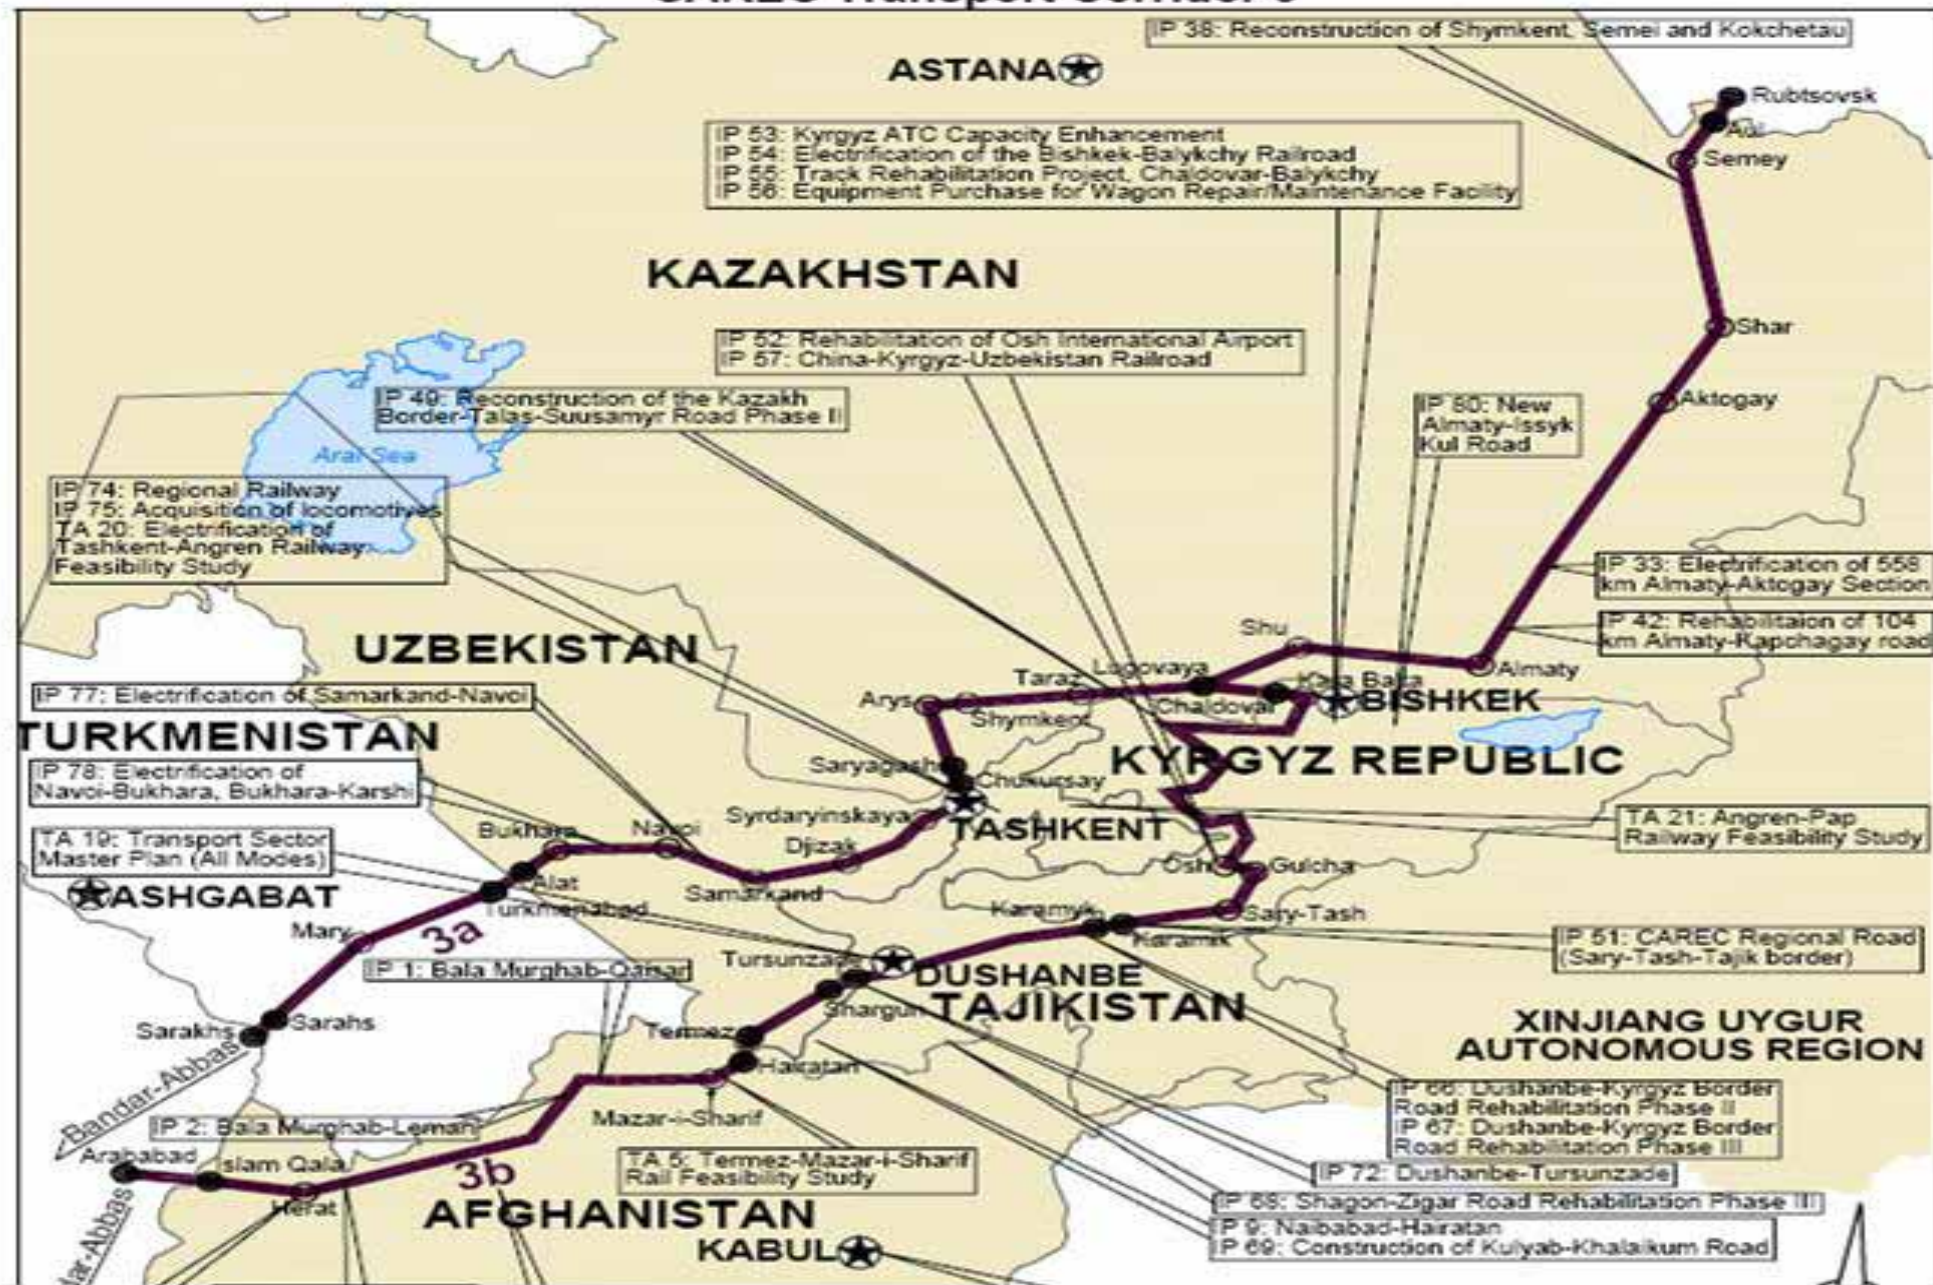 CAREC Transport Corridor
IP 38: Reconstruction of Shymkent, Semei and Kokchetau
ASTANA
Rubtsovsk
Aul
Semey
IP 53: Kyrgyz ATC Capacity Enhancement
IP 54: Electrification of the Bishkek-Balykchy Railroad
IP 55: Track Rehabilitation Project, Chaldovar-Balykchy
IP 56: Equipment Purchase for Wagon Repair/Maintenance Facility
KAZAKHSTAN
Shar
IP 52: Rehabilitation of Osh International Airport
IP 57: China-Kyrgyz-Uzbekistan Railroad
IP 49: Reconstruction of the Kazakh
Border-Talas-Suusamyr Road Phase II
Aktogay
IP 80: New
Almaty-Issyk
Kul Road
Aral Sea
IP 74: Regional Railway
IP 75: Acquisition of locomotives
TA 20: Electrification of
Tashkent-Angren Railway
Feasibility Study
IP 33: Electrification of 558
km Almaty-Aktogay Section
IP 42: Rehabilitaion of 104
km Almaty-Kapchagay road
UZBEKISTAN
Shu
Almaty
Lugovaya
Taraz
Kara Balta
IP 77: Electrification of Samarkand-Navoi
Arys
Shymkent
Chaldovar
BISHKEK
TURKMENISTAN
KYRGYZ REPUBLIC
IP 78: Electrification of
Navoi-Bukhara, Bukhara-Karshi
Saryagash
Chukursay
Syrdaryinskaya
TASHKENT
TA 21: Angren-Pap
Railway Feasibility Study
TA 19: Transport Sector
Master Plan (All Modes)
Bukhara
Navoi
Djizak
Osh
Gulcha
ASHGABAT
Alat
Samarkand
Turkmenabad
Karamyk
Sary-Tash
Mary
3a
Karamik
IP 51: CAREC Regional Road
(Sary-Tash-Tajik border)
IP 1: Bala Murghab-Qaisar
Tursunzade
DUSHANBE
TAJIKISTAN
Shargun
Sarakhs
Sarahs
Termez
XINJIANG UYGUR
AUTONOMOUS REGION
Bandar-Abbas
Hairatan
IP 66: Dushanbe-Kyrgyz Border
Road Rehabilitation Phase II
IP 67: Dushanbe-Kyrgyz Border
Road Rehabilitation Phase III
IP 2: Bala Murghab-Leman
Mazar-i-Sharif
Arababad
Islam Qala
3b
TA 5: Termez-Mazar-i-Sharif
Rail Feasibility Study
IP 72: Dushanbe-Tursunzade
IP 68: Shagon-Zigar Road Rehabilitation Phase III
Herat
AFGHANISTAN
IP 9: Naibabad-Hairatan
IP 69: Construction of Kulyab-Khalaikum Road
KABUL
dar-Abbas